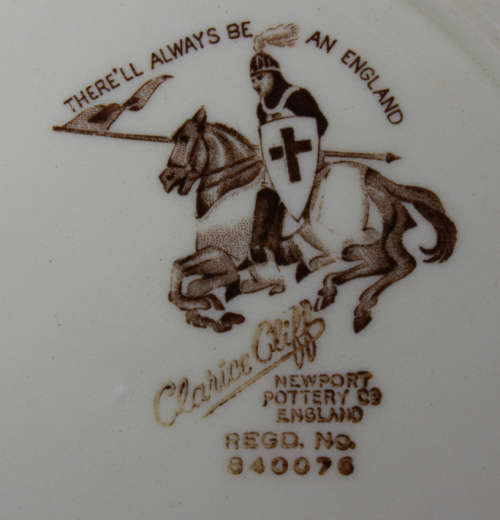 THERE'LL ALWAYS BE AN ENGLAND
Clarice Cliff
NEWPORT
POTTERY CO
ENGLAND
REGD. No.
840076